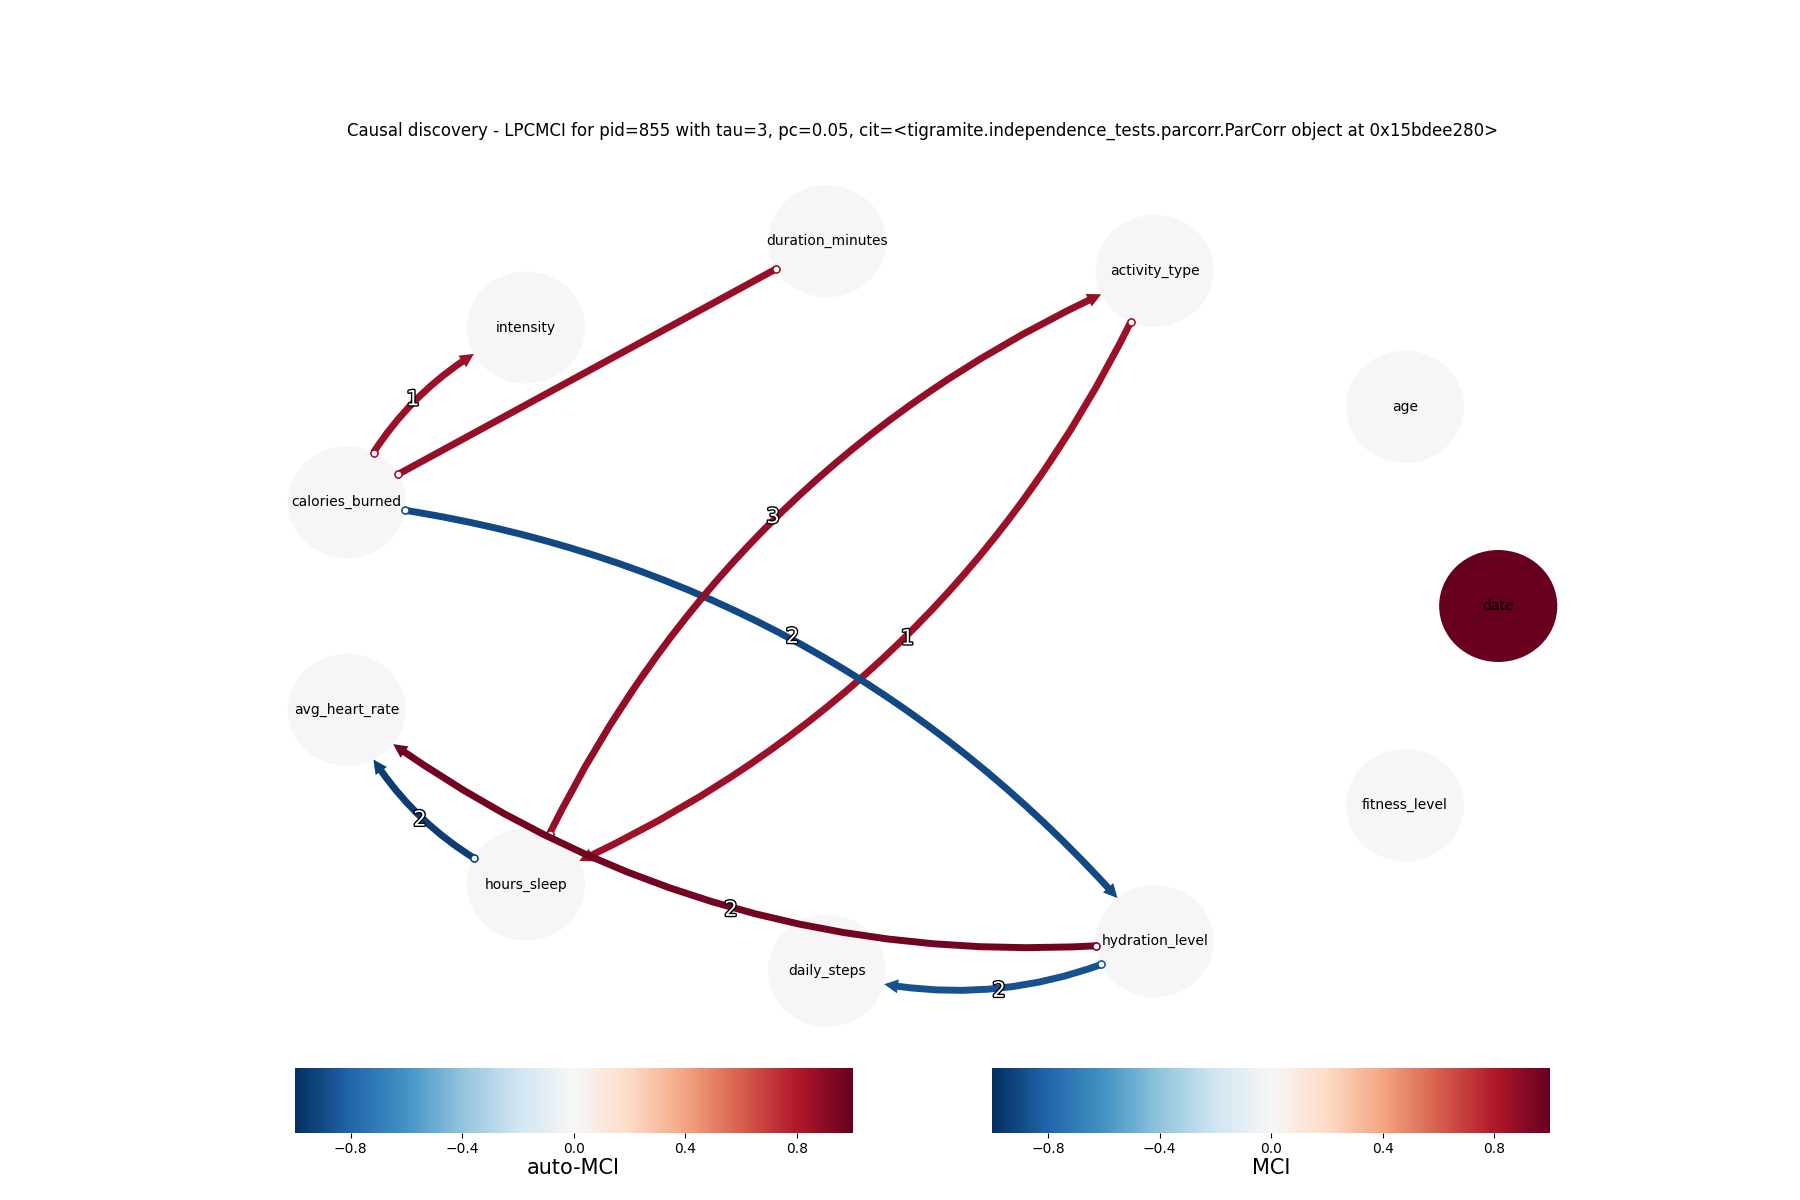 Causal discovery - LPCMCI for pid=855 with tau=3, pc=0.05, cit=<tigramite.independence_tests.parcorr.ParCorr object at 0x15bdee280>
duration_minutes
activity_type
intensity
1
age
calories_burned
3
date
2
1
avg_heart_rate
fitness_level
2
hours_sleep
2
hydration_level
daily_steps
2
−0.8 −0.4 0.0 0.4 0.8
auto-MCI
−0.8 −0.4 0.0 0.4 0.8
MCI